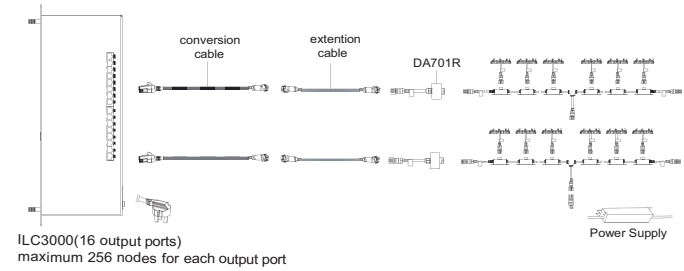 conversion
cable
extention
cable
DA701R
Power Supply
ILC3000(16 output ports)
maximum 256 nodes for each output port